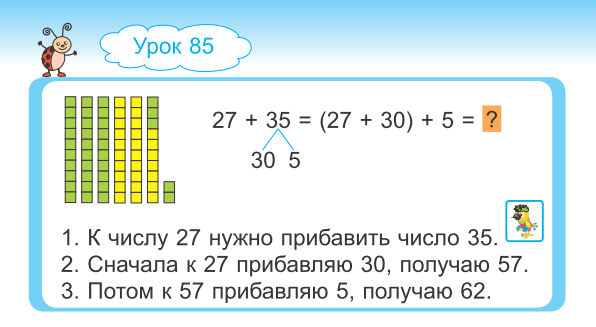 Урок 85
27 + 35 = (27 + 30) + 5 = ?
30 5
1. К числу 27 нужно прибавить число 35.
2. Сначала к 27 прибавляю 30, получаю 57.
3. Потом к 57 прибавляю 5, получаю 62.